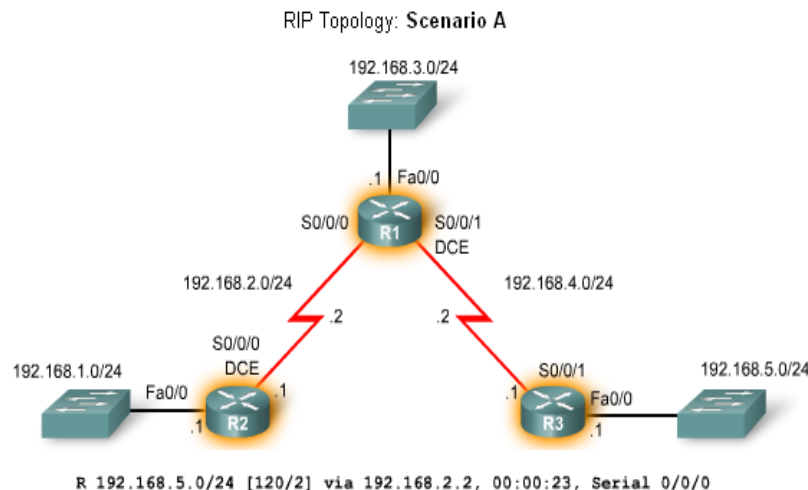 RIP Topology: Scenario A
192.168.3.0/24
.1 Fa0/0
S0/0/0
S0/0/1
DCE
R1
192.168.2.0/24
192.168.4.0/24
.2
.2
S0/0/0
DCE
S0/0/1
192.168.1.0/24
192.168.5.0/24
Fa0/0
.1
.1
Fa0/0
.1
R2
R3
.1
R 192.168.5.0/24 [120/2] via 192.168.2.2, 00:00:23, Serial 0/0/0